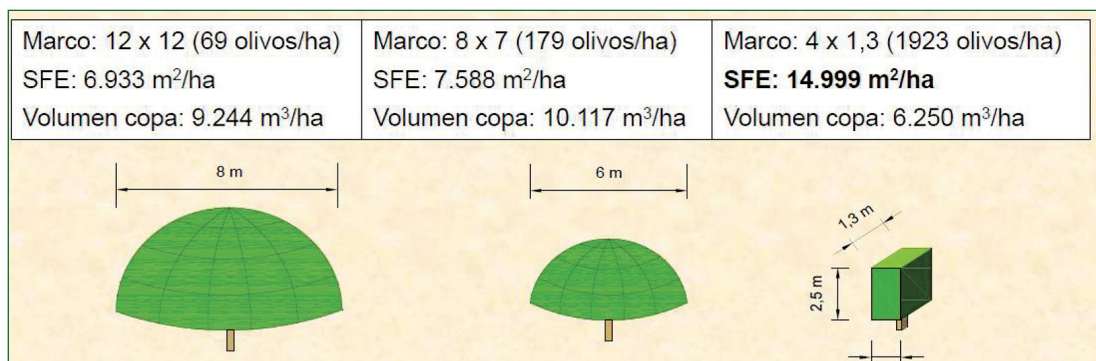 Marco: 12 x 12 (69 olivos/ha)
SFE: 6.933 m²/ha
Volumen copa: 9.244 m³/ha
Marco: 8 x 7 (179 olivos/ha)
SFE: 7.588 m²/ha
Volumen copa: 10.117 m³/ha
Marco: 4 x 1,3 (1923 olivos/ha)
SFE: 14.999 m²/ha
Volumen copa: 6.250 m³/ha
8 m
6 m
1,3 m
2,5 m